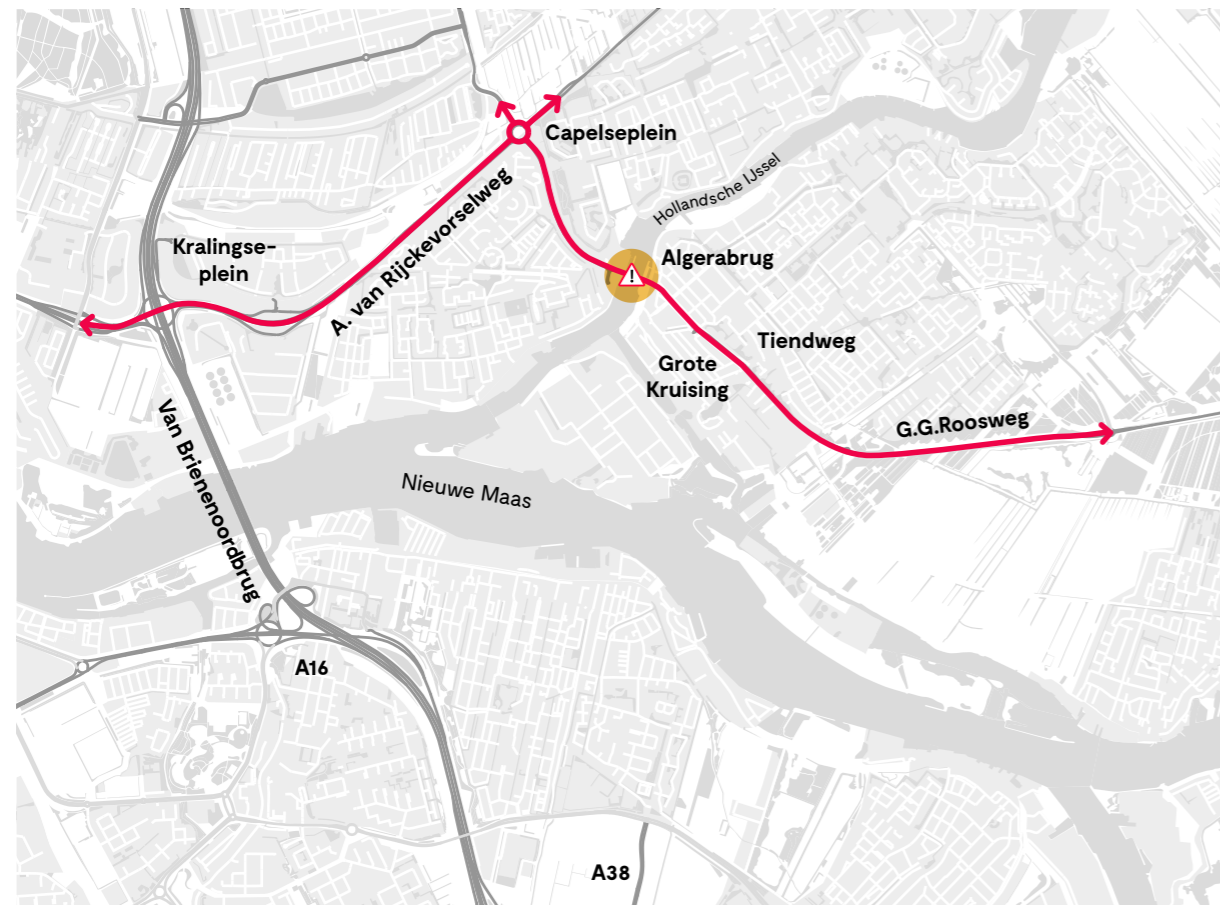 Capelseplein
Hollandsche IJssel
A. van Rijckevorselweg
Kralingse-
plein
Algerabrug
!
Tiendweg
Grote
Kruising
G.G.Roosweg
Van Brienenoordbrug
Nieuwe Maas
A16
A38